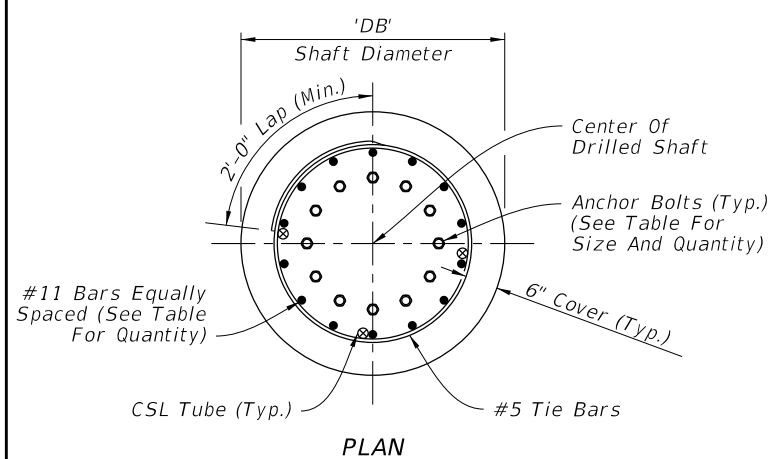 'DB'
Shaft Diameter
2'-0" Lap (Min.)
Center Of
Drilled Shaft
Anchor Bolts (Typ.)
(See Table For
Size And Quantity)
#11 Bars Equally
Spaced (See Table
For Quantity)
6" Cover (Typ.)
CSL Tube (Typ.)
#5 Tie Bars
PLAN